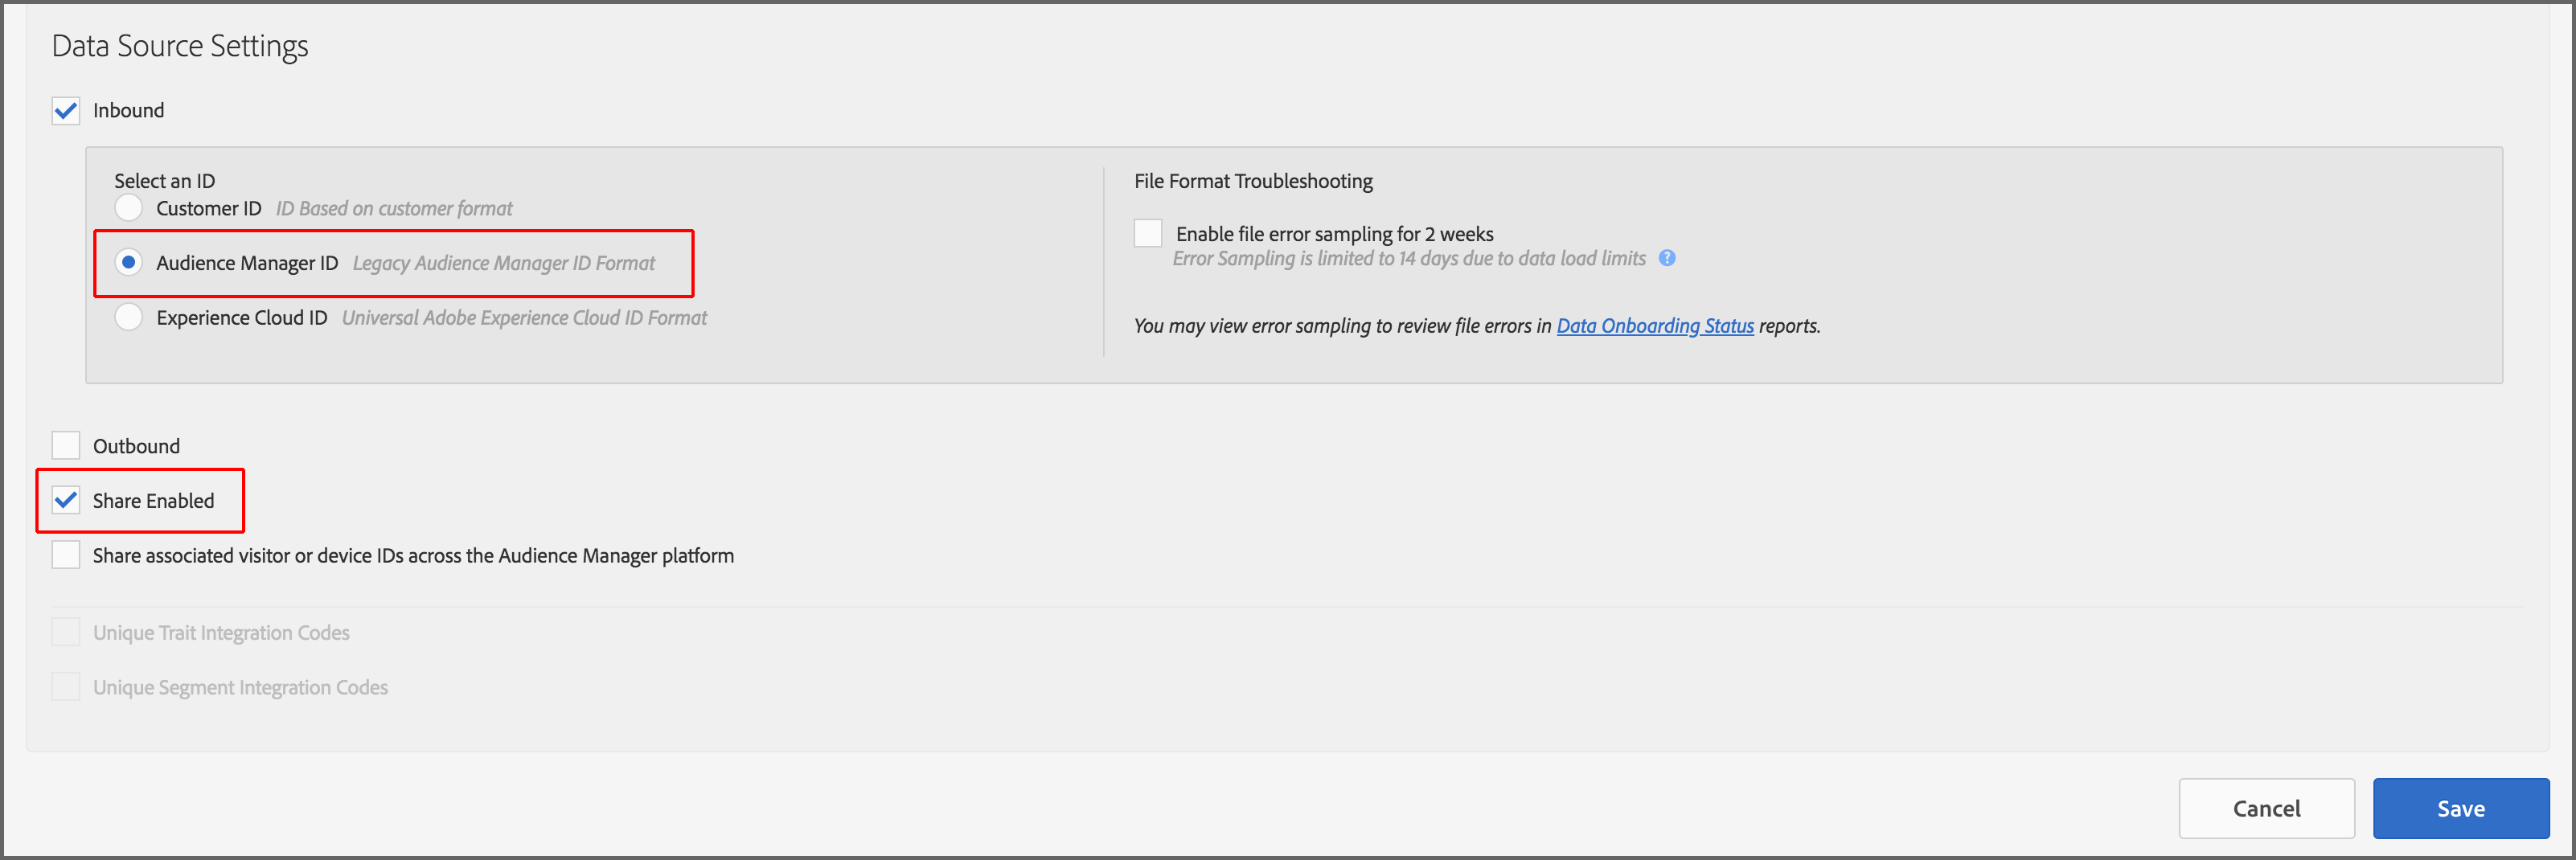 Data Source Settings
Inbound
Select an ID
Customer ID ID Based on customer format
Audience Manager ID Legacy Audience Manager ID Format
Experience Cloud ID Universal Adobe Experience Cloud ID Format
File Format Troubleshooting
Enable file error sampling for 2 weeks
Error Sampling is limited to 14 days due to data load limits ?
You may view error sampling to review file errors in Data Onboarding Status reports.
Outbound
Share Enabled
Share associated visitor or device IDs across the Audience Manager platform
Unique Trait Integration Codes
Unique Segment Integration Codes
Cancel Save